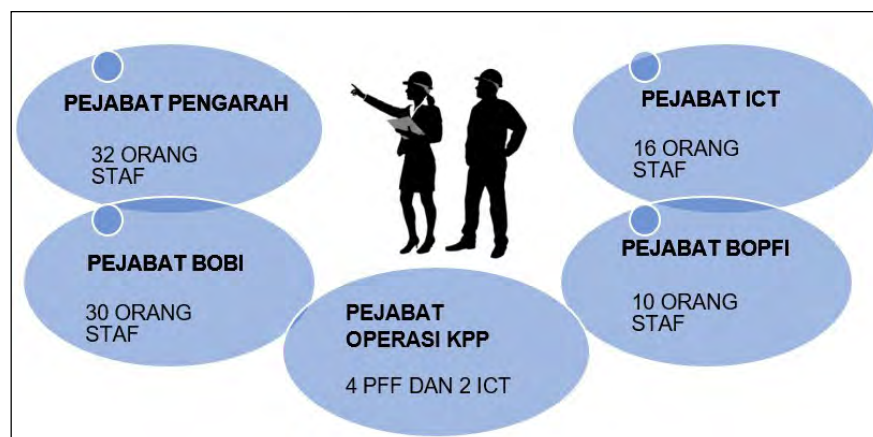 PEJABAT PENGARAH
32 ORANG
STAF
PEJABAT BOBI
30 ORANG
STAF
PEJABAT
OPERASI KPP
4 PFF DAN 2 ICT
PEJABAT ICT
16 ORANG
STAF
PEJABAT BOPFI
10 ORANG
STAF